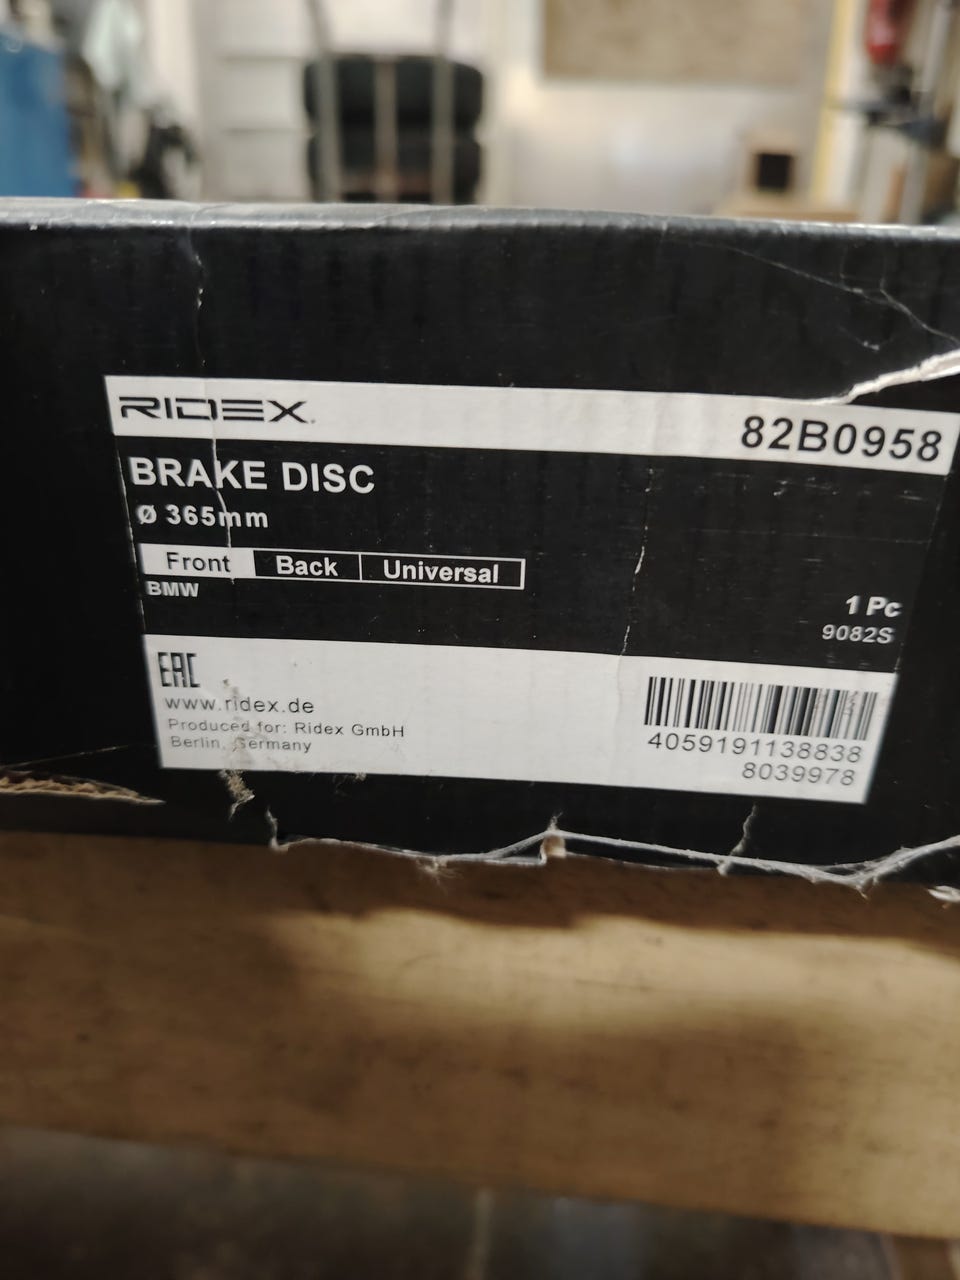 RIDEX
82B0958
BRAKE DISC
Ø 365mm
Front Back Universal
BMW
1 Pc
9082S
EAC
www.ridex.de
Produced for: Ridex GmbH
Berlin, Germany
4059191138838
8039978